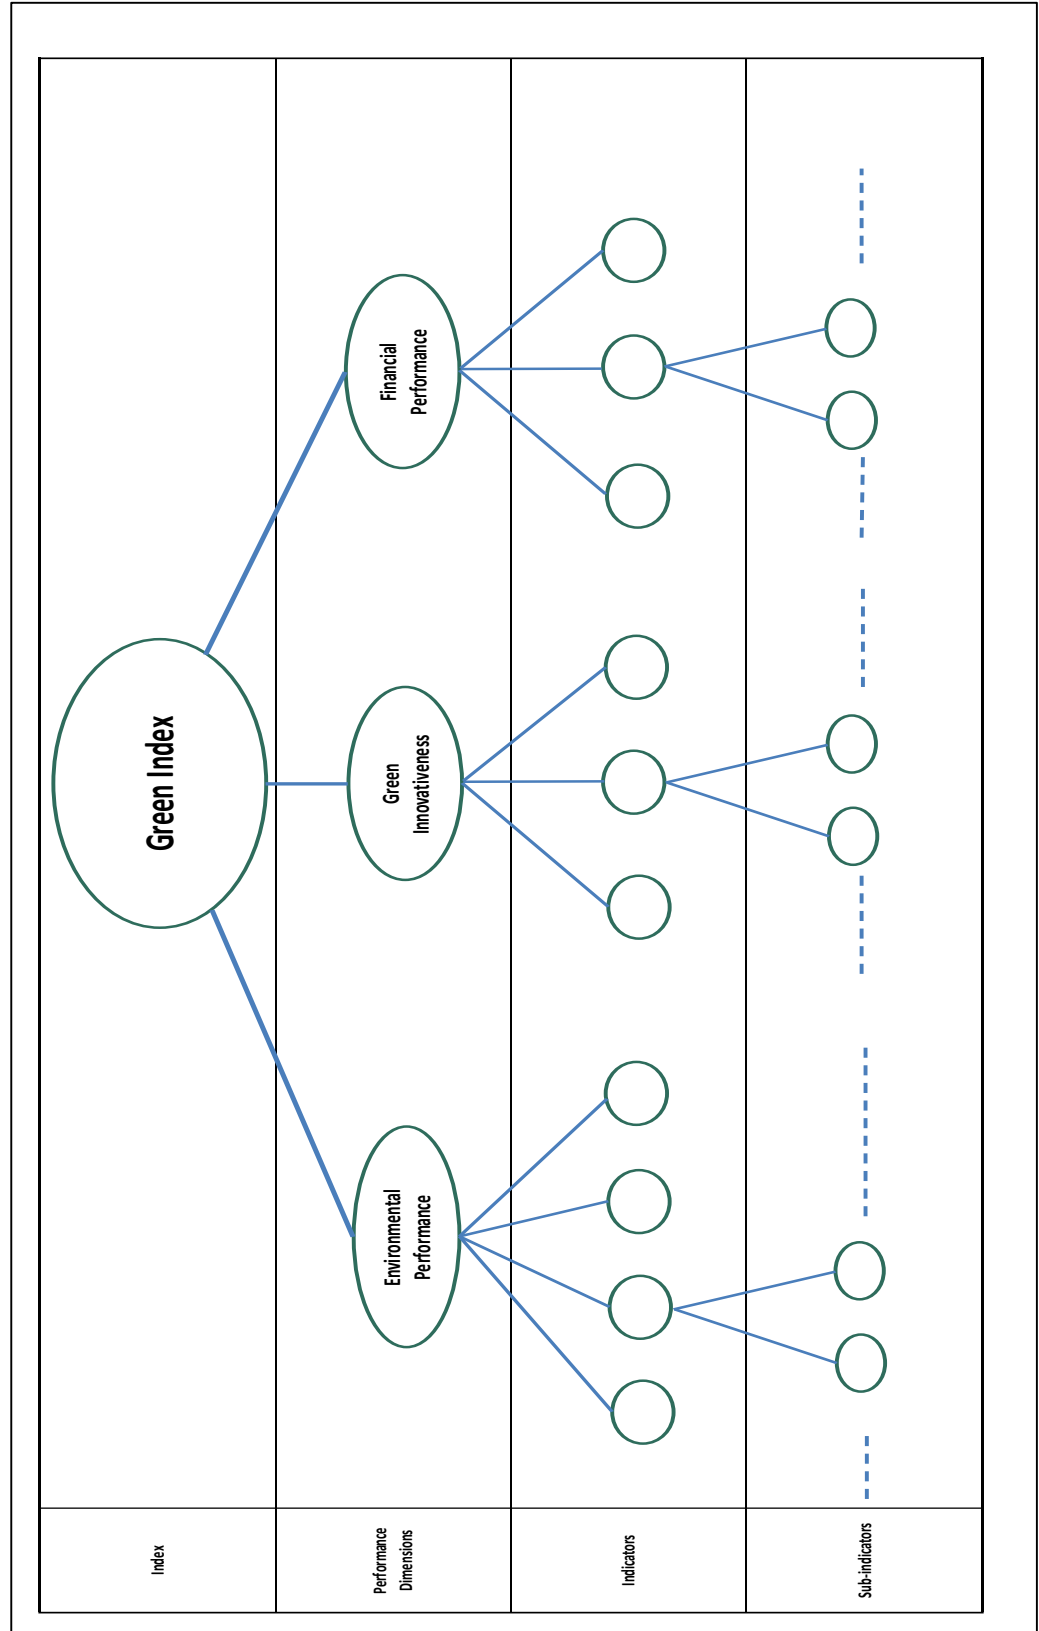 Index
Green Index
Performance
Dimensions
Environmental
Performance
Green
Innovativeness
Financial
Performance
Indicators
Sub-indicators